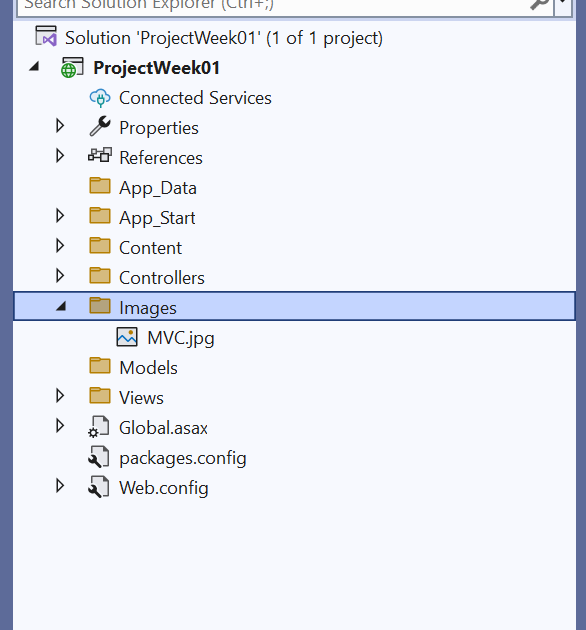 Search Solution Explorer (Ctrl+;)
Solution 'ProjectWeek01' (1 of 1 project)
ProjectWeek01
Connected Services
Properties
References
App_Data
App_Start
Content
Controllers
Images
MVC.jpg
Models
Views
Global.asax
packages.config
Web.config